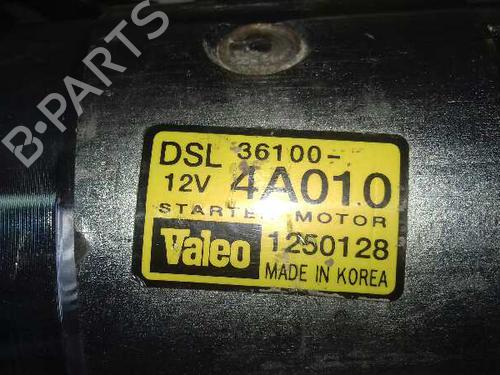 B-PARTS
DSL 36100-
12V 4A010
STARTER MOTOR
Valeo 1250128
MADE IN KOREA